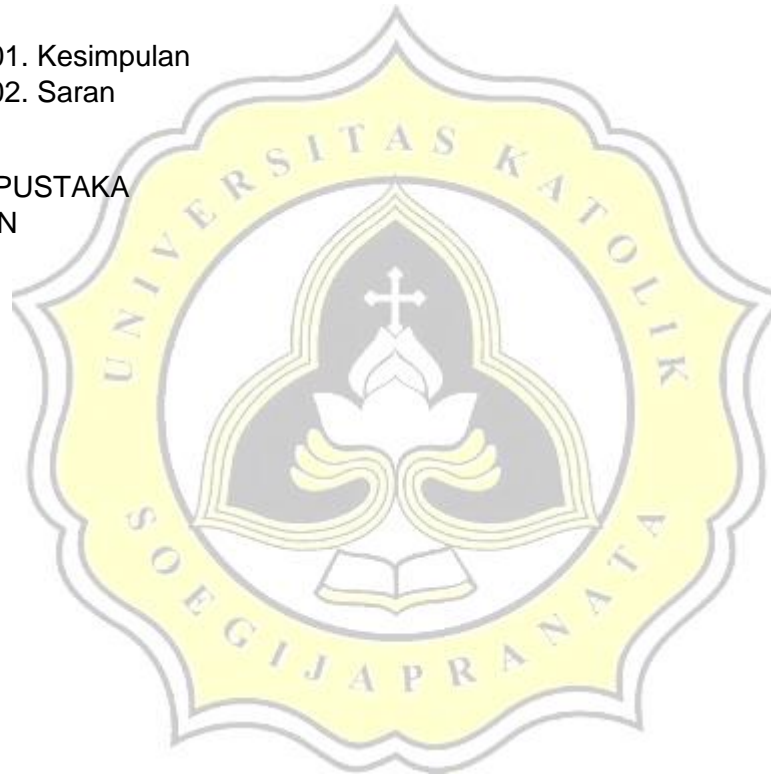 01. Kesimpulan
02. Saran
PUSTAKA
N
UNIVERSITAS KATOLIK
SOEGIJAPRANATA